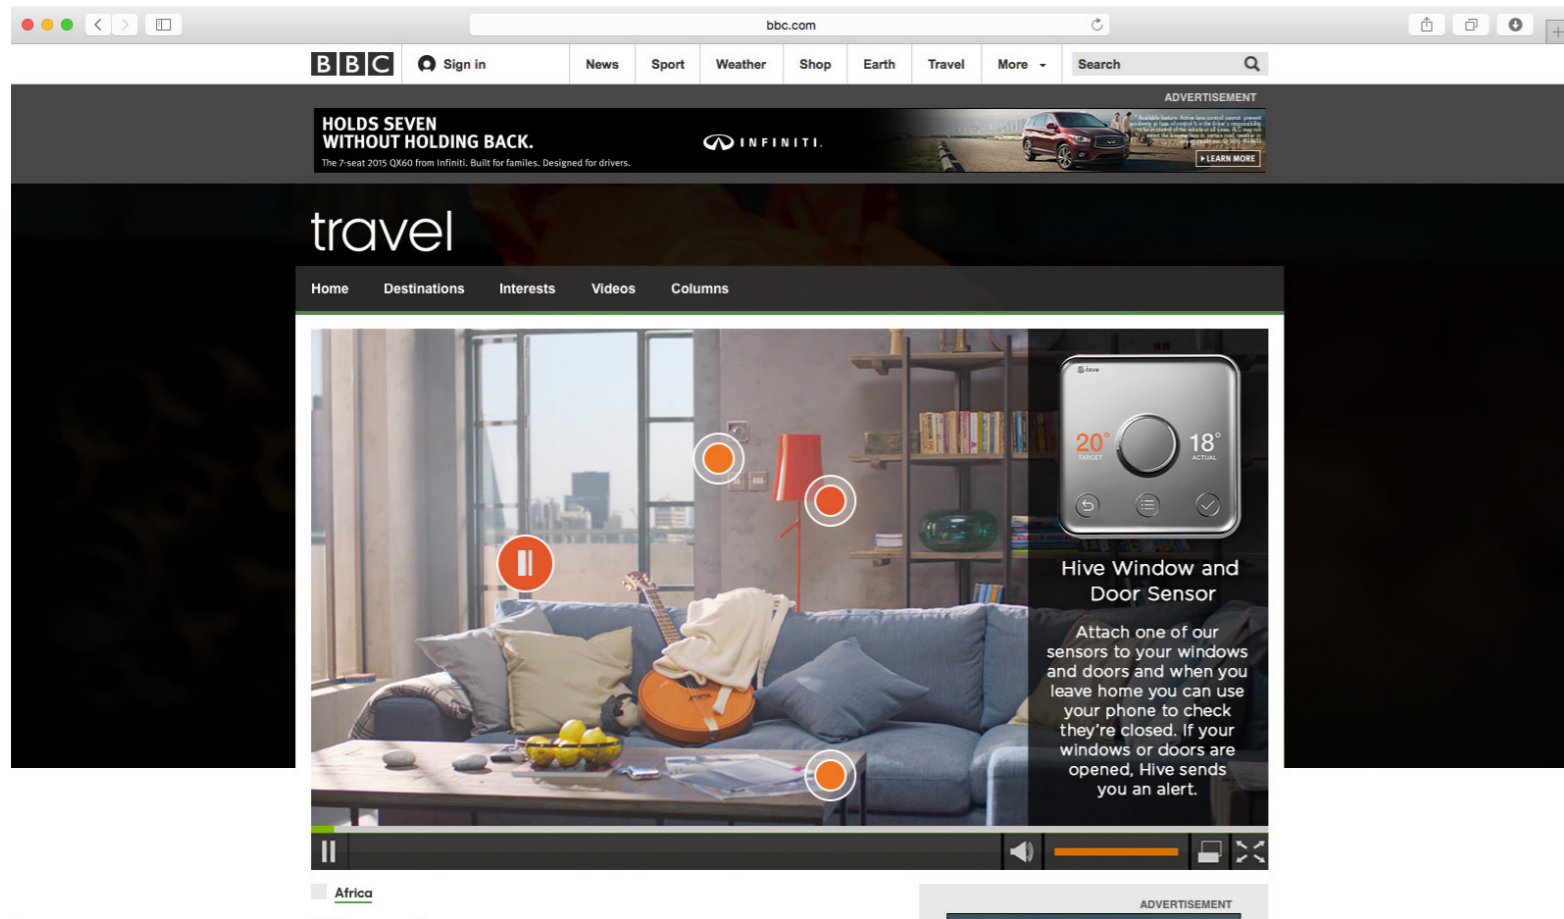 bbc.com
BBC
Sign in
News
Sport
Weather
Shop
Earth
Travel
More
Search
ADVERTISEMENT
HOLDS SEVEN
WITHOUT HOLDING BACK.
The 7-seat 2015 QX60 from Infiniti. Built for familes. Designed for drivers.
INFINITI.
LEARN MORE
travel
Home
Destinations
Interests
Videos
Columns
hive
20°
TARGET
18°
ACTUAL
Hive Window and
Door Sensor
Attach one of our
sensors to your windows
and doors and when you
leave home you can use
your phone to check
they're closed. If your
windows or doors are
opened, Hive sends
you an alert.
Africa
ADVERTISEMENT